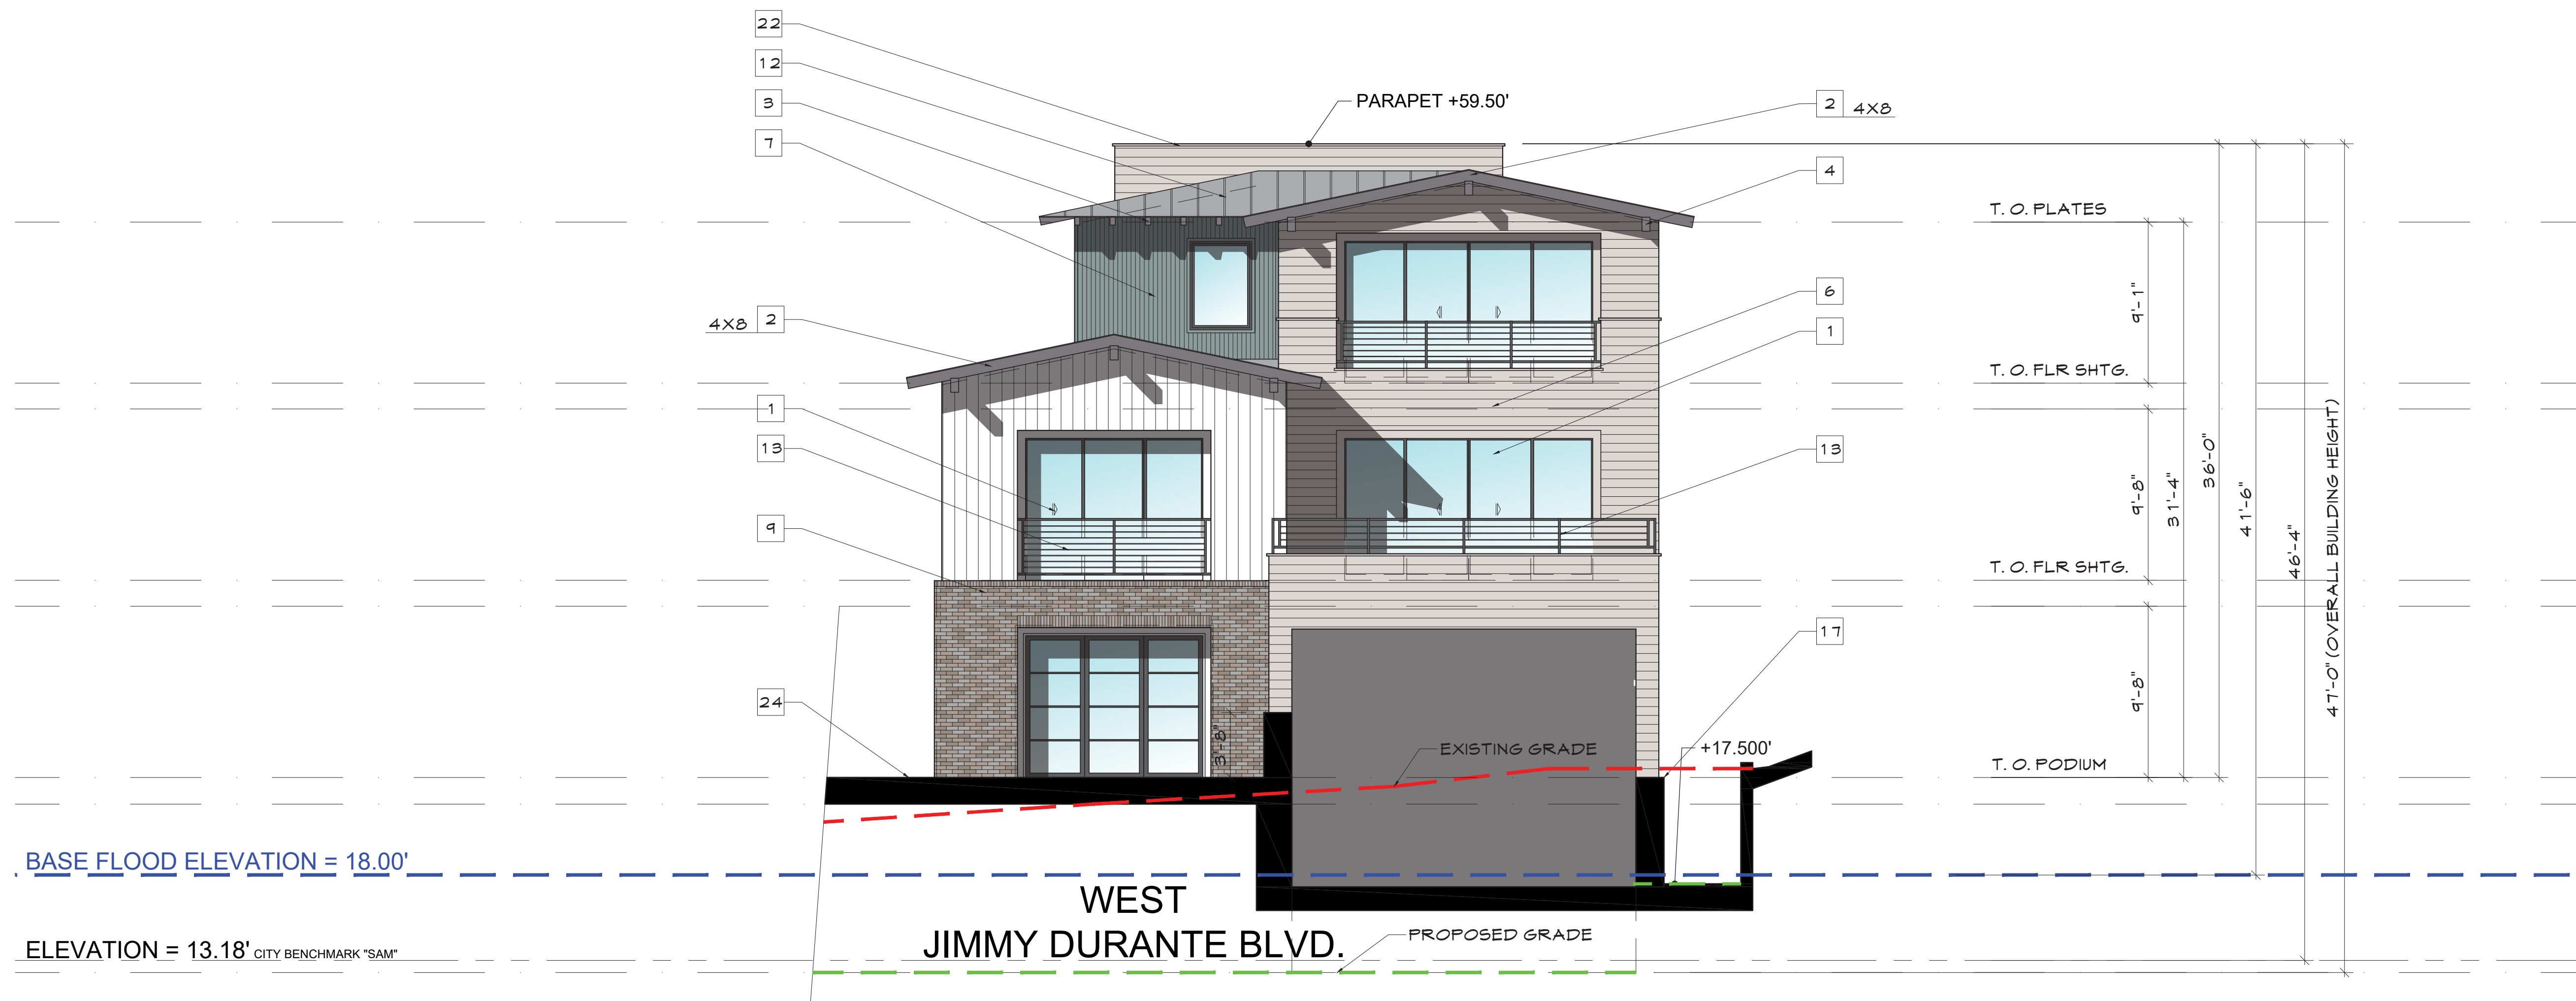 22
12
3
7
PARAPET +59.50'
2 4X8
4
6
1
13
17
4X8 2
1
13
9
24
T. O. PLATES
T. O. FLR SHTG.
T. O. FLR SHTG.
T. O. PODIUM
9'-1"
9'-8"
9'-8"
31'-4"
36'-0"
41'-6"
46'-4"
47'-0" (OVERALL BUILDING HEIGHT)
3'-8"
EXISTING GRADE
+17.500'
BASE FLOOD ELEVATION = 18.00'
WEST
JIMMY DURANTE BLVD.
PROPOSED GRADE
ELEVATION = 13.18' CITY BENCHMARK "SAM"